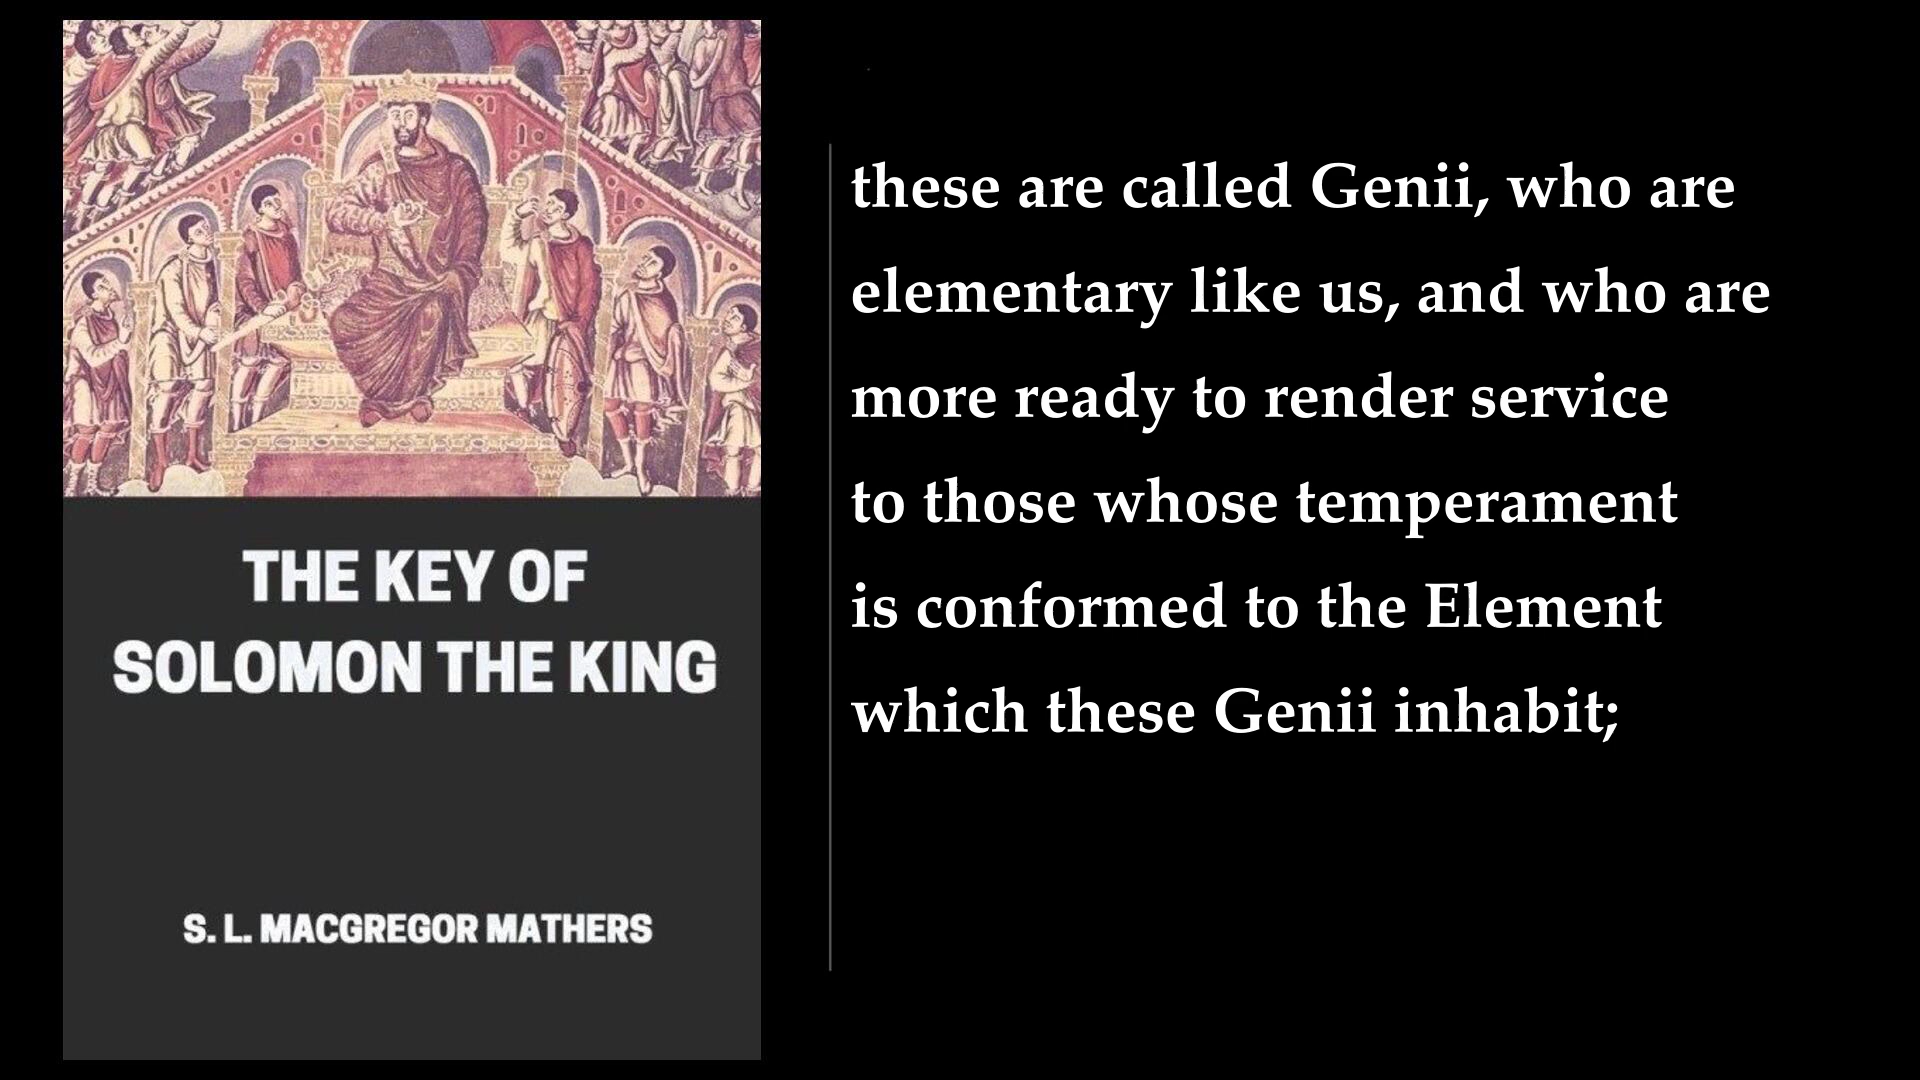 THE KEY OF
SOLOMON THE KING
S. L. MACGREGOR MATHERS
these are called Genii, who are
elementary like us, and who are
more ready to render service
to those whose temperament
is conformed to the Element
which these Genii inhabit;